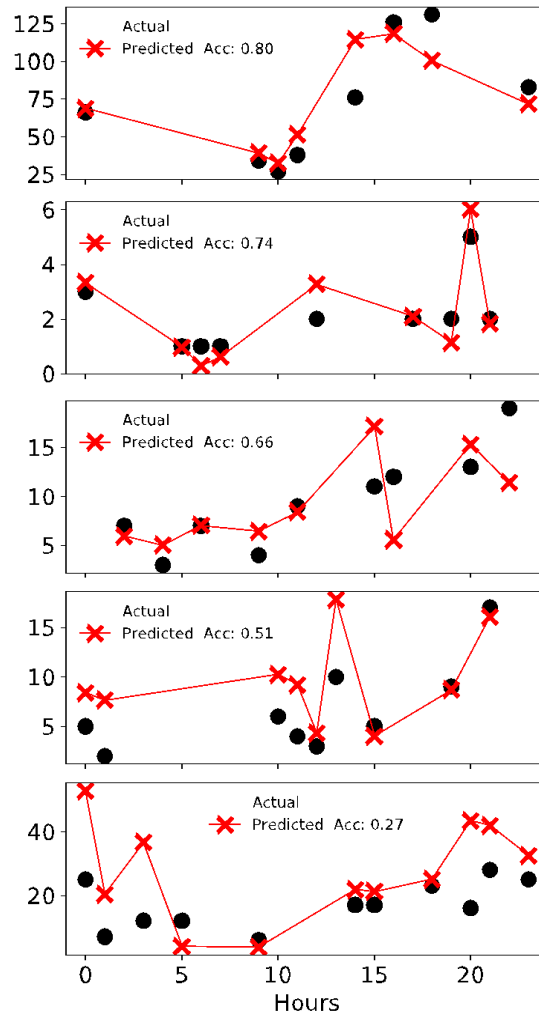 125
100
75
50
25
Actual
Predicted Acc: 0.80
6
4
2
0
Actual
Predicted Acc: 0.74
15
10
5
Actual
Predicted Acc: 0.66
15
10
5
Actual
Predicted Acc: 0.51
40
20
Actual
Predicted Acc: 0.27
0 5 10 15 20
Hours